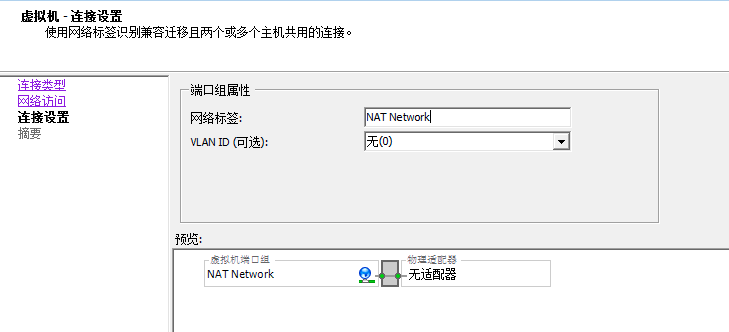 虚拟机 - 连接设置
使用网络标签识别兼容迁移且两个或多个主机共用的连接。
连接类型
网络访问
连接设置
摘要
端口组属性
网络标签:
NAT Network
VLAN ID (可选):
无(0)
预览:
虚拟机端口组
物理适配器
NAT Network
无适配器